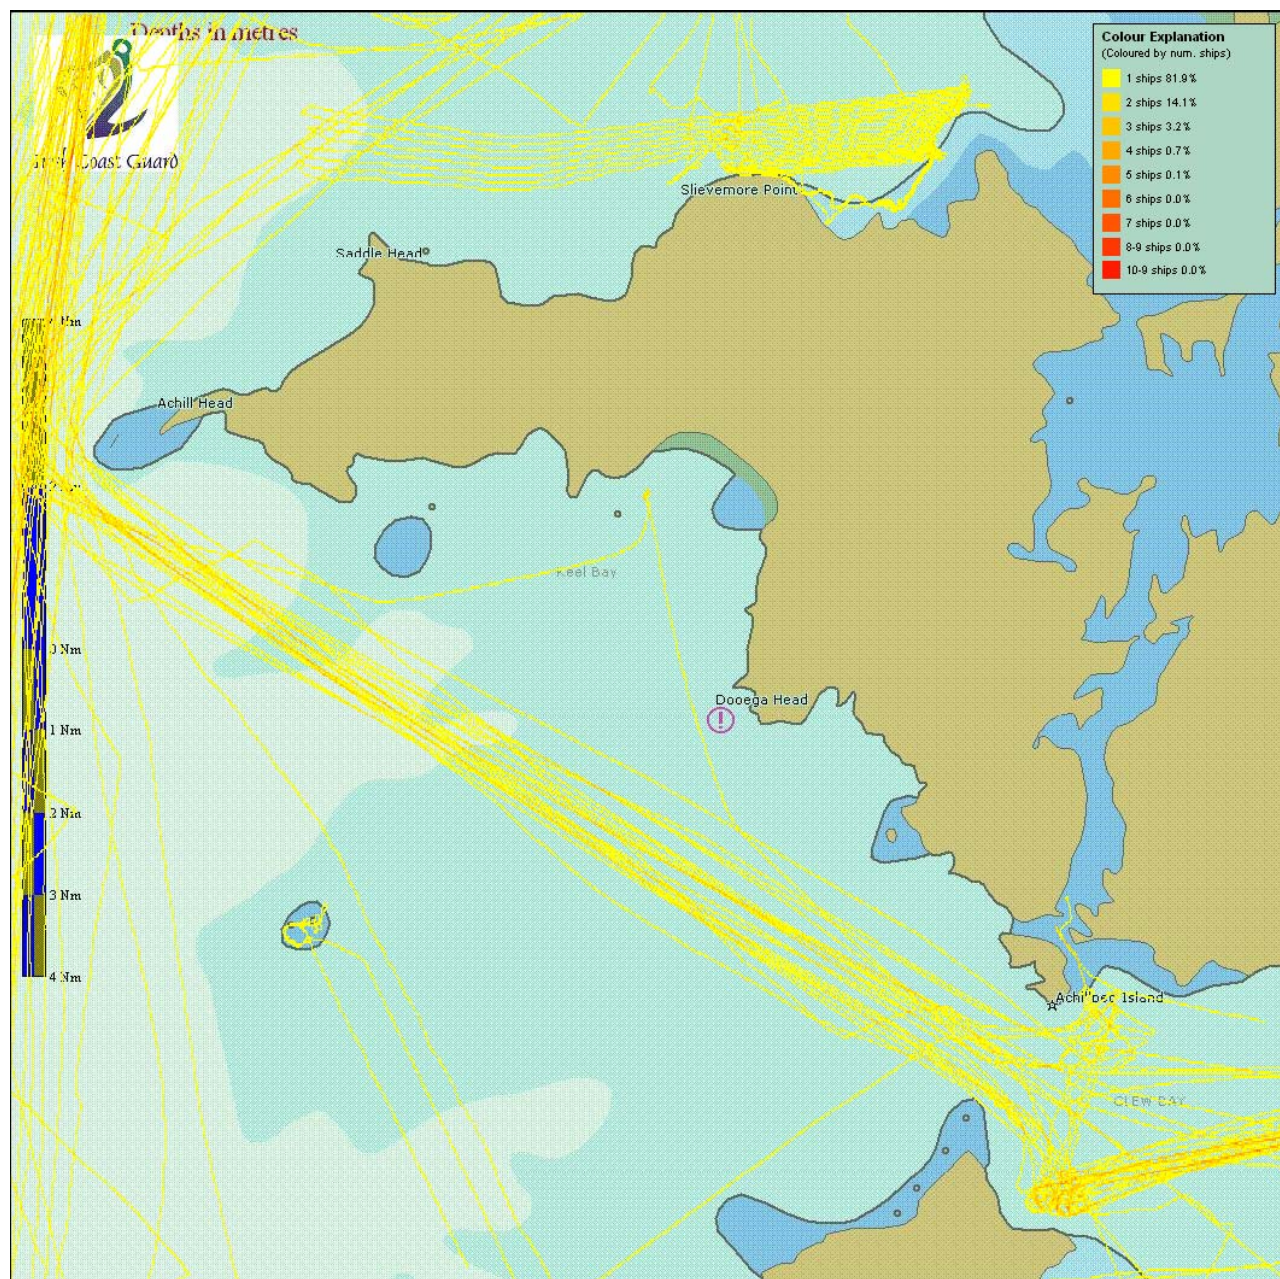 Depths in metres
Coast Guard
Colour Explanation
(Coloured by num. ships)
1 ships 81.9%
2 ships 14.1%
3 ships 3.2%
4 ships 0.7%
5 ships 0.1%
6 ships 0.0%
7 ships 0.0%
8-9 ships 0.0%
10-9 ships 0.0%
Slievemore Point
Saddle Head
Achill Head
Keel Bay
0 Nm
Dooega Head
1 Nm
2 Nm
3 Nm
4 Nm
Island
CLEW BAY